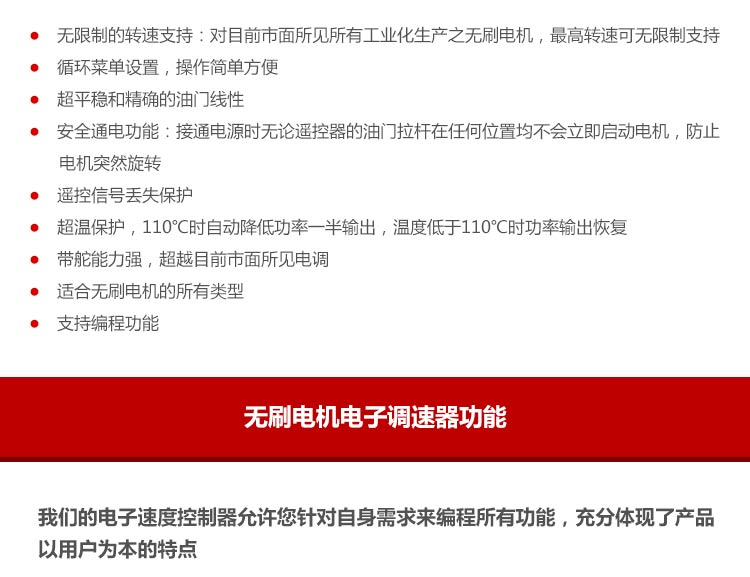 无限制的转速支持：对目前市面所见所有工业化生产之无刷电机，最高转速可无限制支持
循环菜单设置，操作简单方便
超平稳和精确的油门线性
安全通电功能：接通电源时无论遥控器的油门拉杆在任何位置均不会立即启动电机，防止
电机突然旋转
遥控信号丢失保护
超温保护，110℃时自动降低功率一半输出，温度低于110℃时功率输出恢复
带舵能力强，超越目前市面所见电调
适合无刷电机的所有类型
支持编程功能
无刷电机电子调速器功能
我们的电子速度控制器允许您针对自身需求来编程所有功能，充分体现了产品
以用户为本的特点